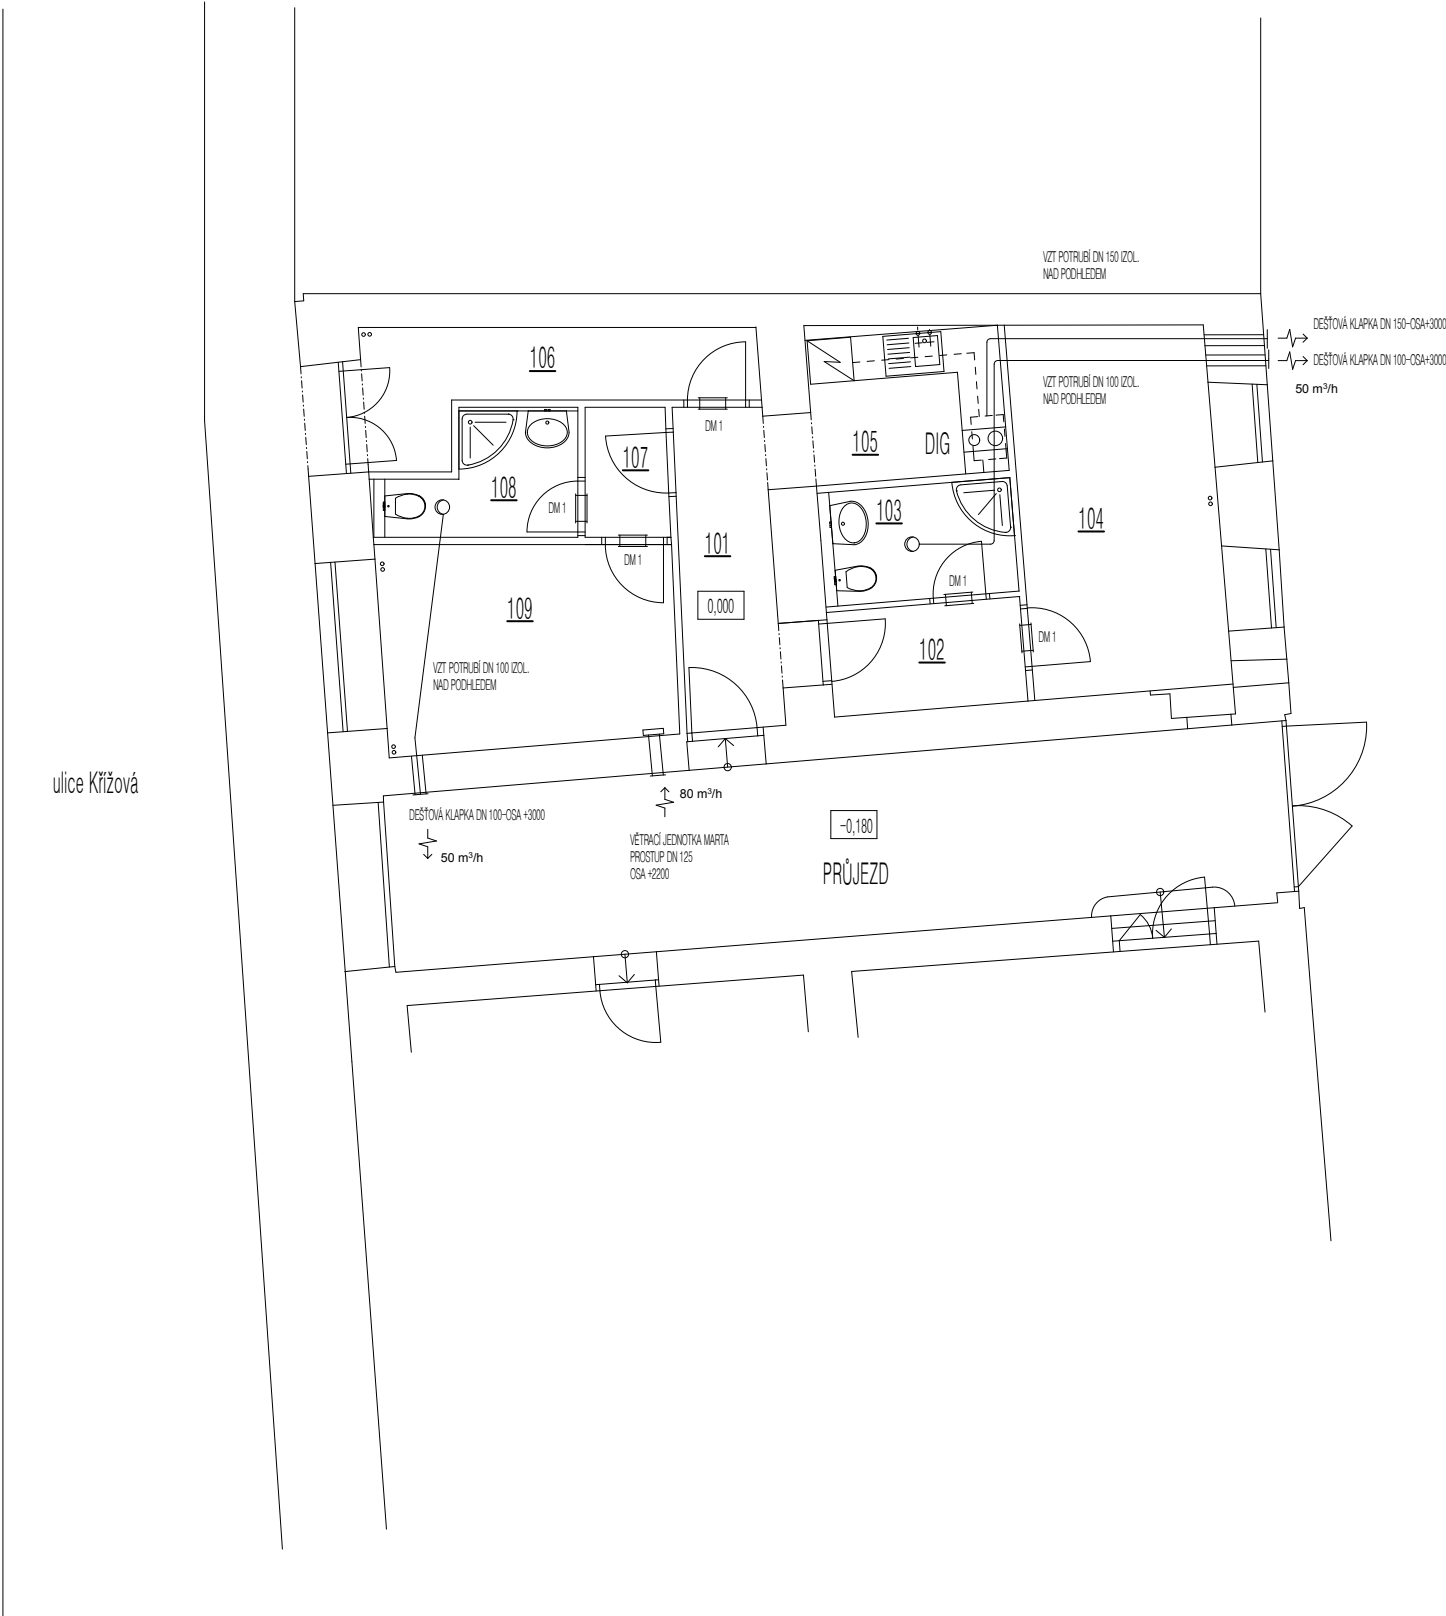 VZT POTRUBÍ DN 150 IZOL.
NAD PODHLEDEM
DEŠŤOVÁ KLAPKA DN 150-OSA+3000
DEŠŤOVÁ KLAPKA DN 100-OSA+3000
50 m³/h
VZT POTRUBÍ DN 100 IZOL.
NAD PODHLEDEM
106
DM 1
105
DIG
107
108
DM 1
103
104
101
DM 1
DM 1
0,000
109
102
DM 1
VZT POTRUBÍ DN 100 IZOL.
NAD PODHLEDEM
ulice Křížová
80 m³/h
DEŠŤOVÁ KLAPKA DN 100-OSA +3000
50 m³/h
VĚTRACÍ JEDNOTKA MARTA
PROSTUP DN 125
OSA +2200
-0,180
PRŮJEZD